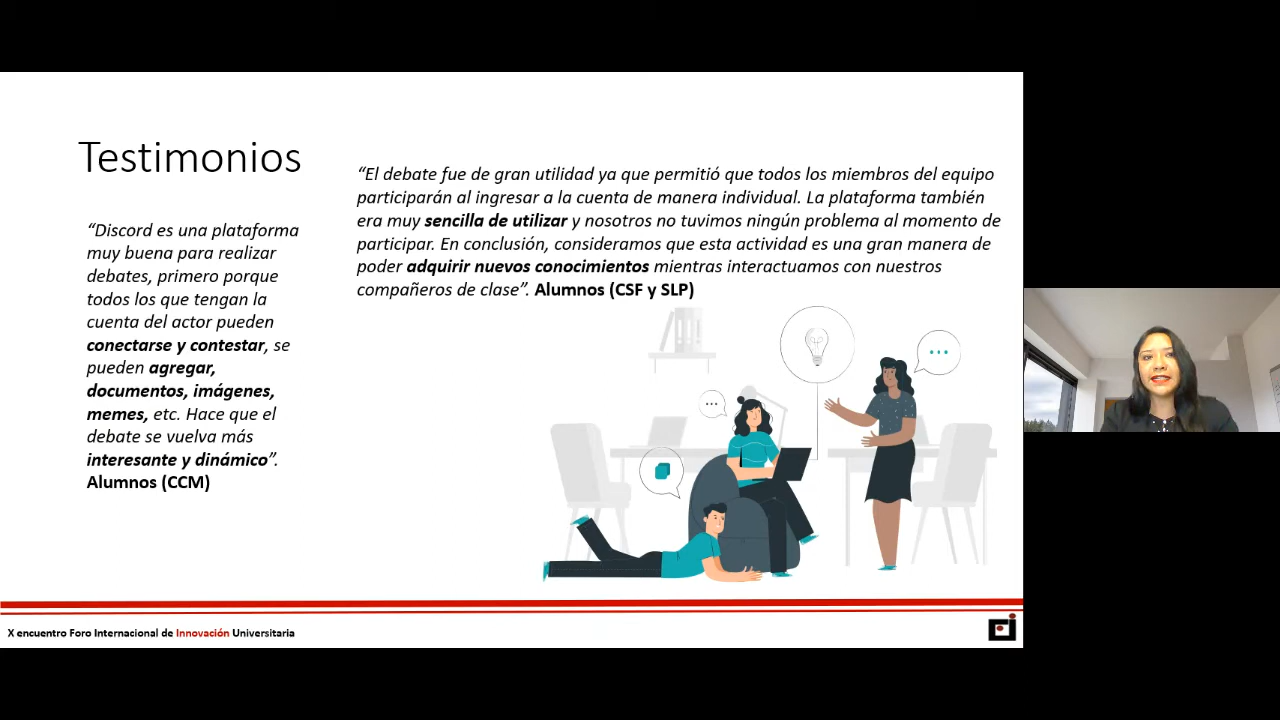 Testimonios
“Discord es una plataforma
muy buena para realizar
debates, primero porque
todos los que tengan la
cuenta del actor pueden
conectarse y contestar, se
pueden agregar,
documentos, imágenes,
memes, etc. Hace que el
debate se vuelva más
interesante y dinámico”.
Alumnos (CCM)
“El debate fue de gran utilidad ya que permitió que todos los miembros del equipo
participarán al ingresar a la cuenta de manera individual. La plataforma también
era muy sencilla de utilizar y nosotros no tuvimos ningún problema al momento de
participar. En conclusión, consideramos que esta actividad es una gran manera de
poder adquirir nuevos conocimientos mientras interactuamos con nuestros
compañeros de clase”. Alumnos (CSF y SLP)
X encuentro Foro Internacional de Innovación Universitaria